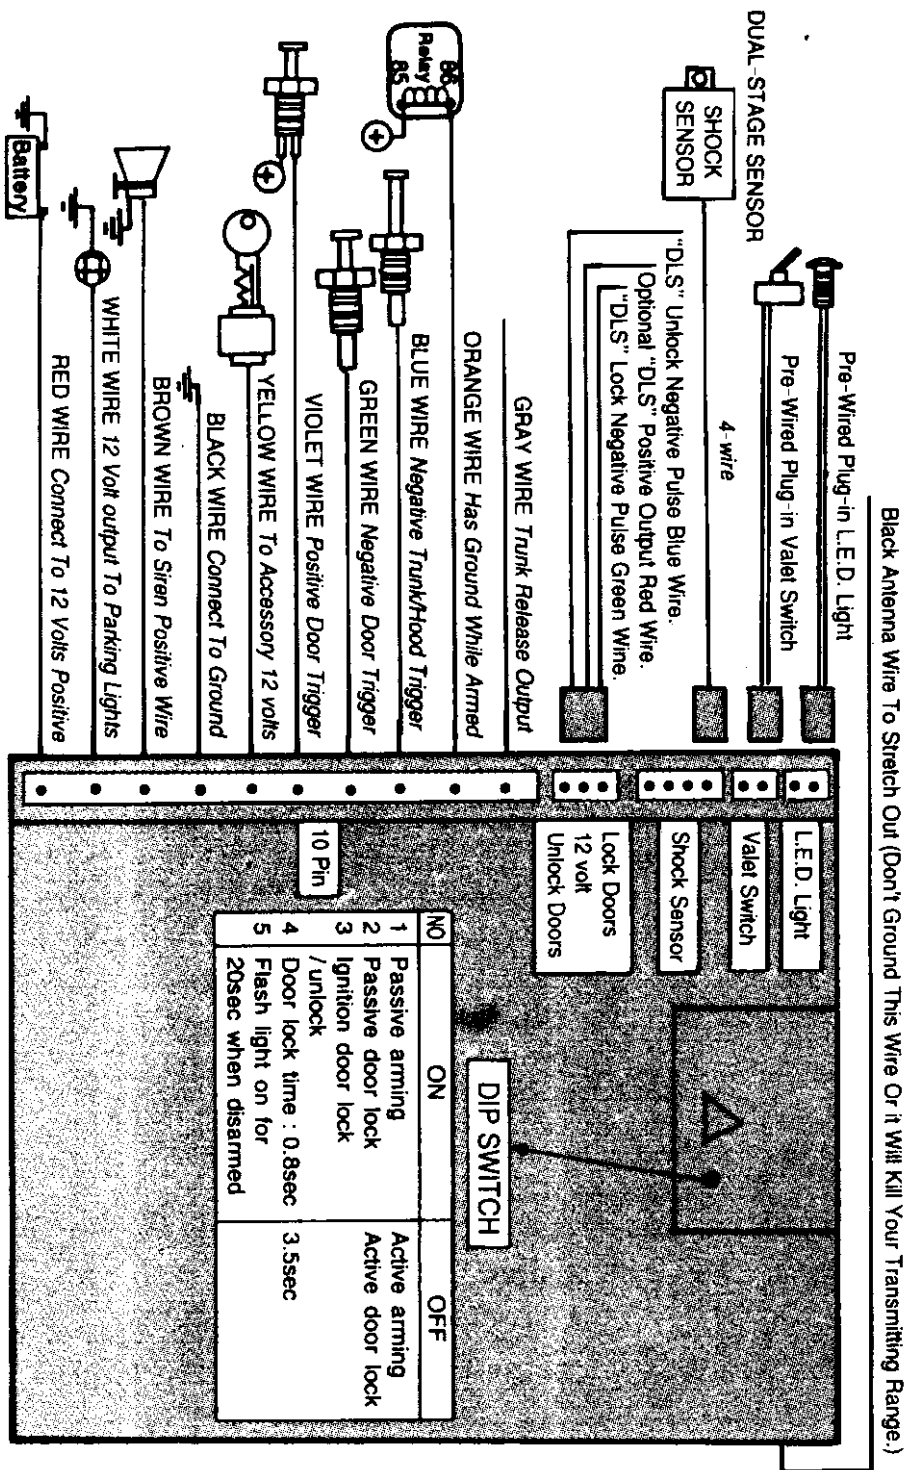 Black Antenna Wire To Stretch Out (Don't Ground This Wire Or it Will Kill Your Transmitting Range.)
DUAL-STAGE SENSOR
SHOCK
SENSOR
Pre-Wired Plug-in L.E.D. Light
Pre-Wired Plug-in Valet Switch
4-wire
"DLS" Unlock Negative Pulse Blue Wire.
Optional "DLS" Positive Output Red Wire.
"DLS" Lock Negative Pulse Green Wine.
GRAY WIRE Trunk Release Output
ORANGE WIRE Has Ground While Armed
BLUE WIRE Negative Trunk/Hood Trigger
GREEN WIRE Negative Door Trigger
VIOLET WIRE Positive Door Trigger
YELLOW WIRE To Accessory 12 volts
BLACK WIRE Connect To Ground
BROWN WIRE To Siren Positive Wire
WHITE WIRE 12 Volt output To Parking Lights
RED WIRE Connect To 12 Volts Positive
86
Relay
85
+
+
Battery
L.E.D. Light
Valet Switch
Shock Sensor
Lock Doors
12 volt
Unlock Doors
10 Pin
DIP SWITCH
NO ON OFF
1 Passive arming Active arming
2 Passive door lock Active door lock
3 Ignition door lock
/ unlock
4 Door lock time : 0.8sec 3.5sec
5 Flash light on for
20sec when disarmed